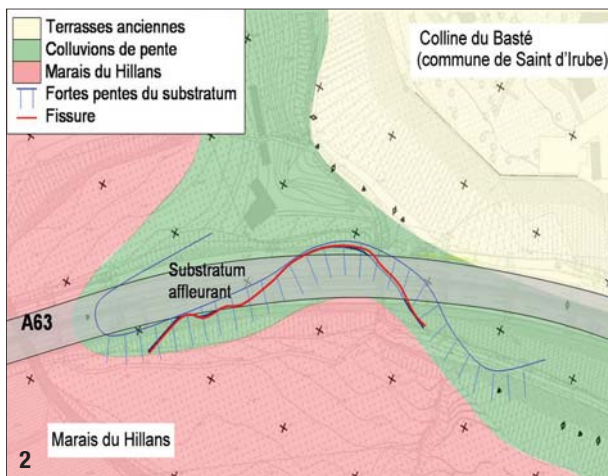 Terrasses anciennes
Colluvions de pente
Marais du Hillans
Fortes pentes du substratum
Fissure
Colline du Basté
(commune de Saint d'Irube)
Substratum
affleurant
A63
Marais du Hillans
2